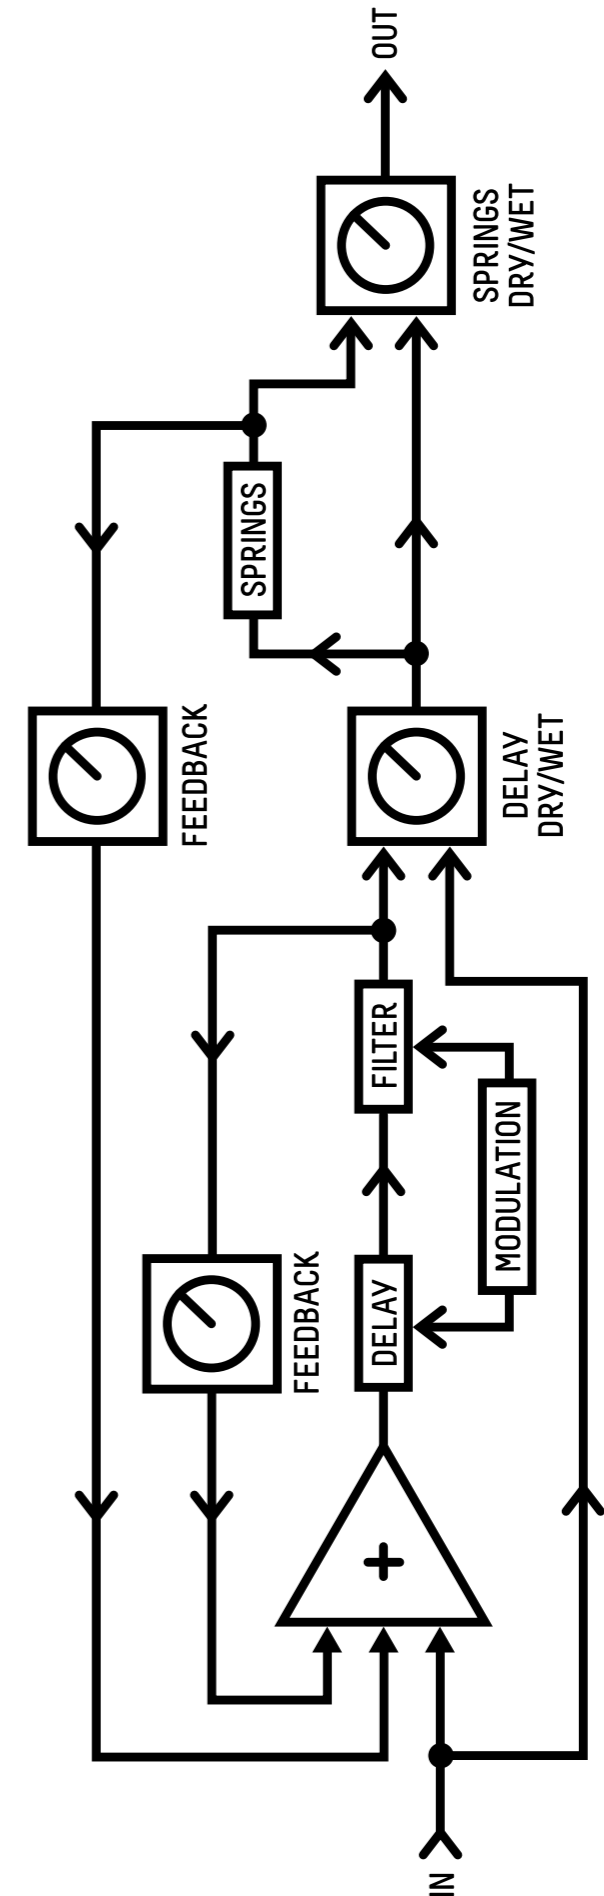 IN
+
DELAY
MODULATION
FILTER
FEEDBACK
DELAY
DRY/WET
FEEDBACK
SPRINGS
SPRINGS
DRY/WET
OUT